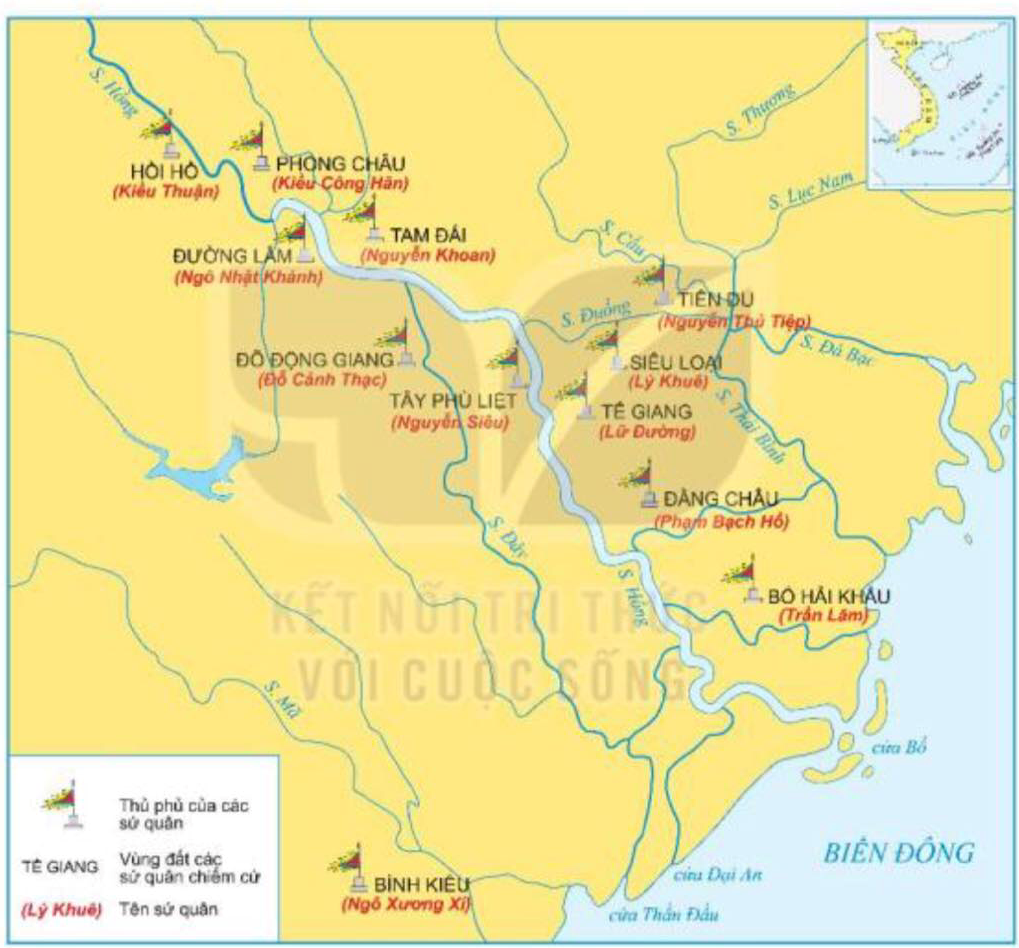 S. Hồng
HỒI HỒ
(Kiều Thuận)
PHONG CHÂU
(Kiều Công Hãn)
TAM ĐÁI
(Nguyễn Khoan)
ĐƯỜNG LÂM
(Ngô Nhật Khánh)
S. Thương
S. Lục Nam
S. Cầu
TIÊN DU
(Nguyễn Thủ Tiệp)
S. Đuống
S. Đá Bạc
ĐỖ ĐỘNG GIANG
(Đỗ Cảnh Thạc)
SIÊU LOẠI
(Lý Khuê)
TÂY PHÙ LIỆT
(Nguyễn Siêu)
TẾ GIANG
(Lữ Đường)
S. Thái Bình
ĐẰNG CHÂU
(Phạm Bạch Hổ)
S. Đáy
S. Hồng
BỐ HẢI KHẨU
(Trần Lãm)
KẾT NỐI TRI THỨC
VỚI CUỘC SỐNG
S. Mã
cửa Bố
BIỂN ĐÔNG
cửa Đại An
cửa Thần Đầu
BÌNH KIỀU
(Ngô Xương Xí)
Thủ phủ của các
sứ quân
TẾ GIANG
Vùng đất các
sứ quân chiếm cứ
(Lý Khuê)
Tên sứ quân